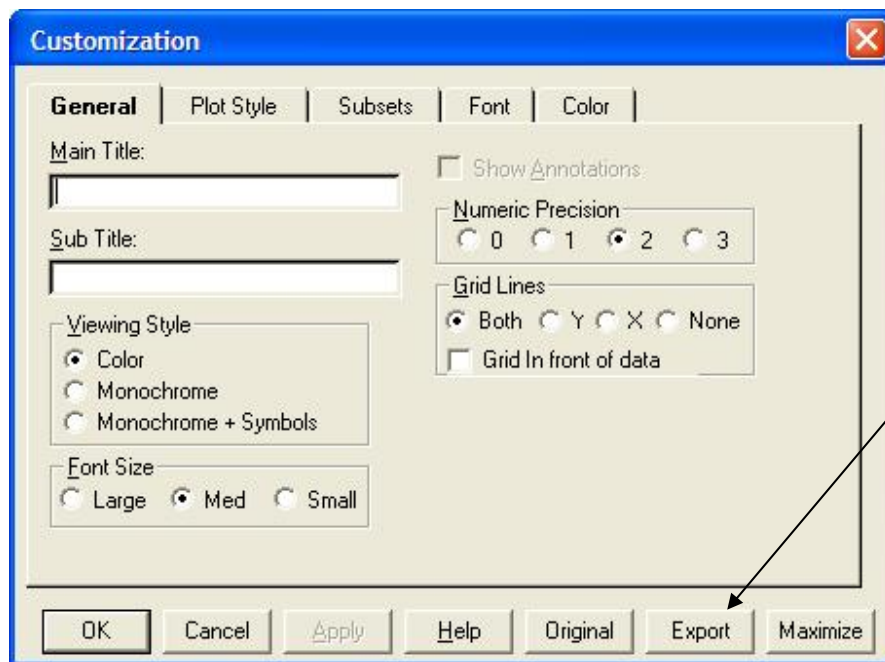 Customization
General Plot Style Subsets Font Color
Main Title:
Show Annotations
Numeric Precision
0 1 2 3
Sub Title:
Grid Lines
Both Y X None
Grid In front of data
Viewing Style
Color
Monochrome
Monochrome + Symbols
Font Size
Large Med Small
OK Cancel Apply Help Original Export Maximize